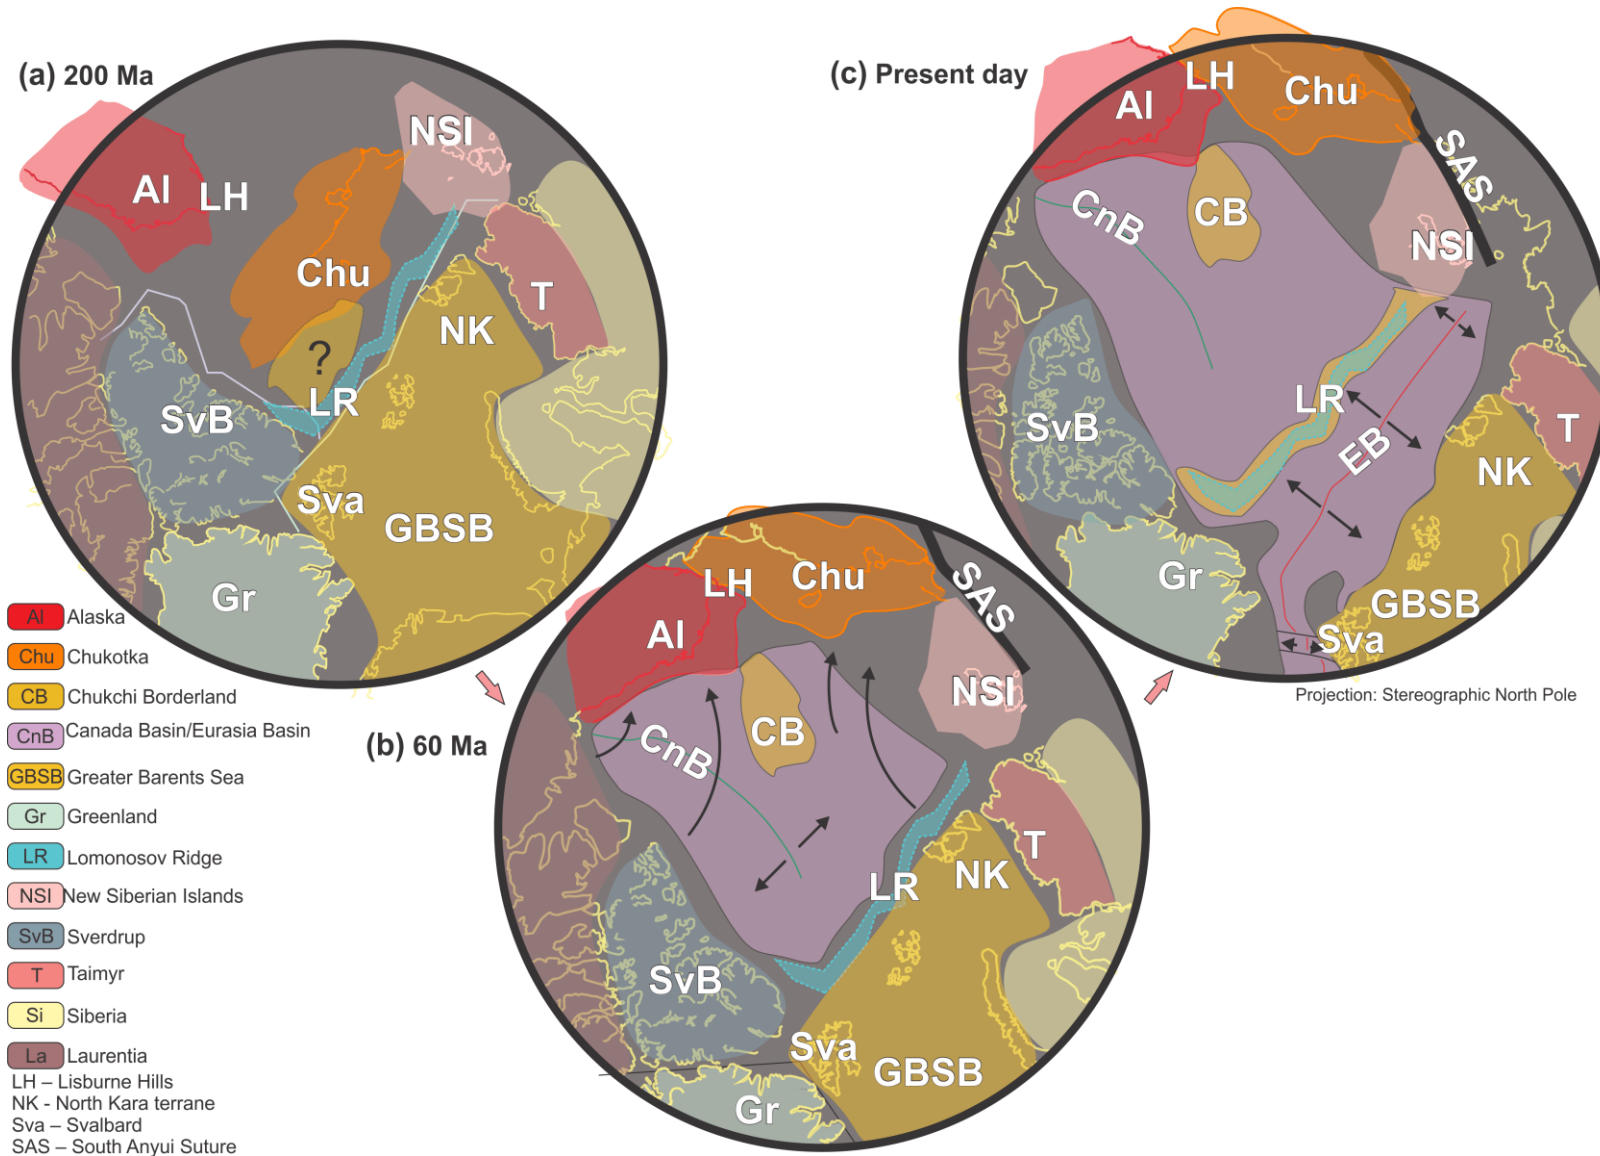 (a) 200 Ma
Al
LH
NSI
Chu
T
NK
?
LR
SvB
Sva
GBSB
Gr
(c) Present day
Al
LH
Chu
SAS
CnB
CB
NSI
LR
SvB
EB
T
NK
Gr
GBSB
Sva
Projection: Stereographic North Pole
(b) 60 Ma
LH
Chu
SAS
Al
NSI
CnB
CB
T
LR
NK
SvB
Sva
GBSB
Gr
Al Alaska
Chu Chukotka
CB Chukchi Borderland
CnB Canada Basin/Eurasia Basin
GBSB Greater Barents Sea
Gr Greenland
LR Lomonosov Ridge
NSI New Siberian Islands
SvB Sverdrup
T Taimyr
Si Siberia
La Laurentia
LH – Lisburne Hills
NK - North Kara terrane
Sva – Svalbard
SAS – South Anyui Suture